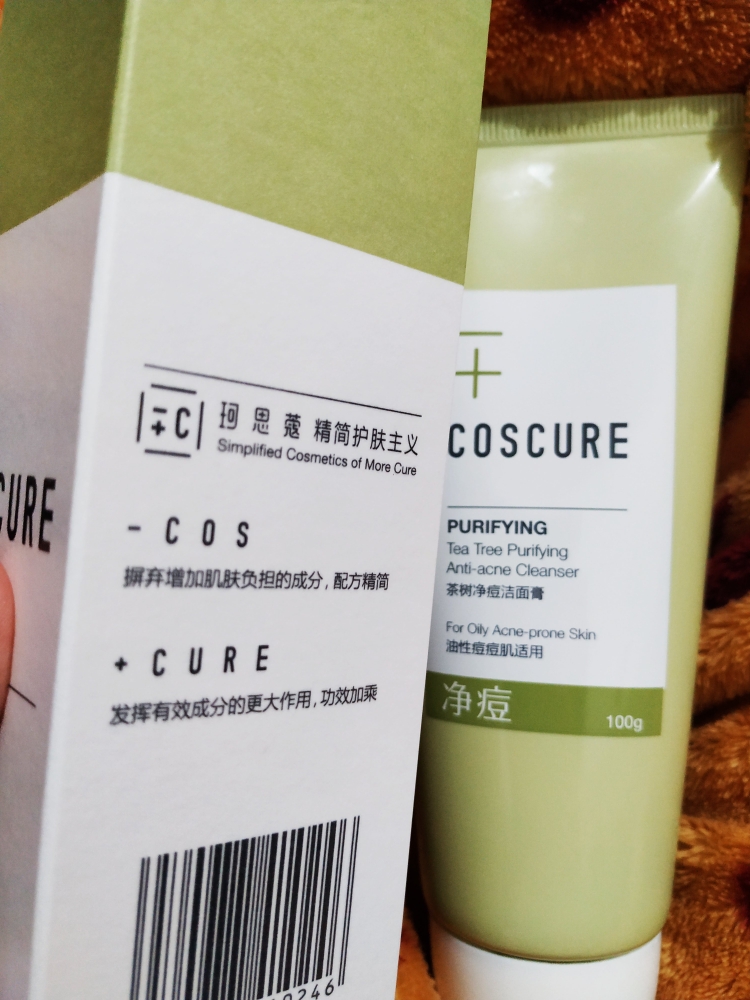 CURE
C
珂思蔻 精简护肤主义
Simplified Cosmetics of More Cure
- COS
摒弃增加肌肤负担的成分，配方精简
+ CURE
发挥有效成分的更大作用，功效加乘
0246
COSCURE
PURIFYING
Tea Tree Purifying
Anti-acne Cleanser
茶树净痘洁面膏
For Oily Acne-prone Skin
油性痘痘肌适用
净痘
100g